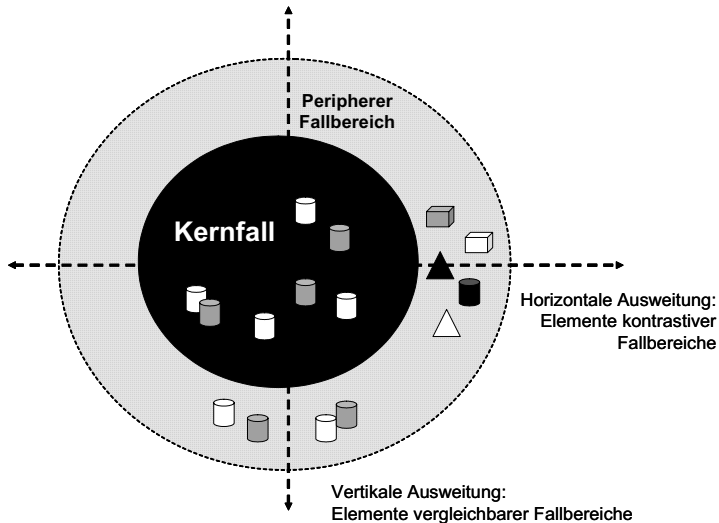 Peripherer
Fallbereich
Kernfall
Horizontale Ausweitung:
Elemente kontrastiver
Fallbereiche
Vertikale Ausweitung:
Elemente vergleichbarer Fallbereiche